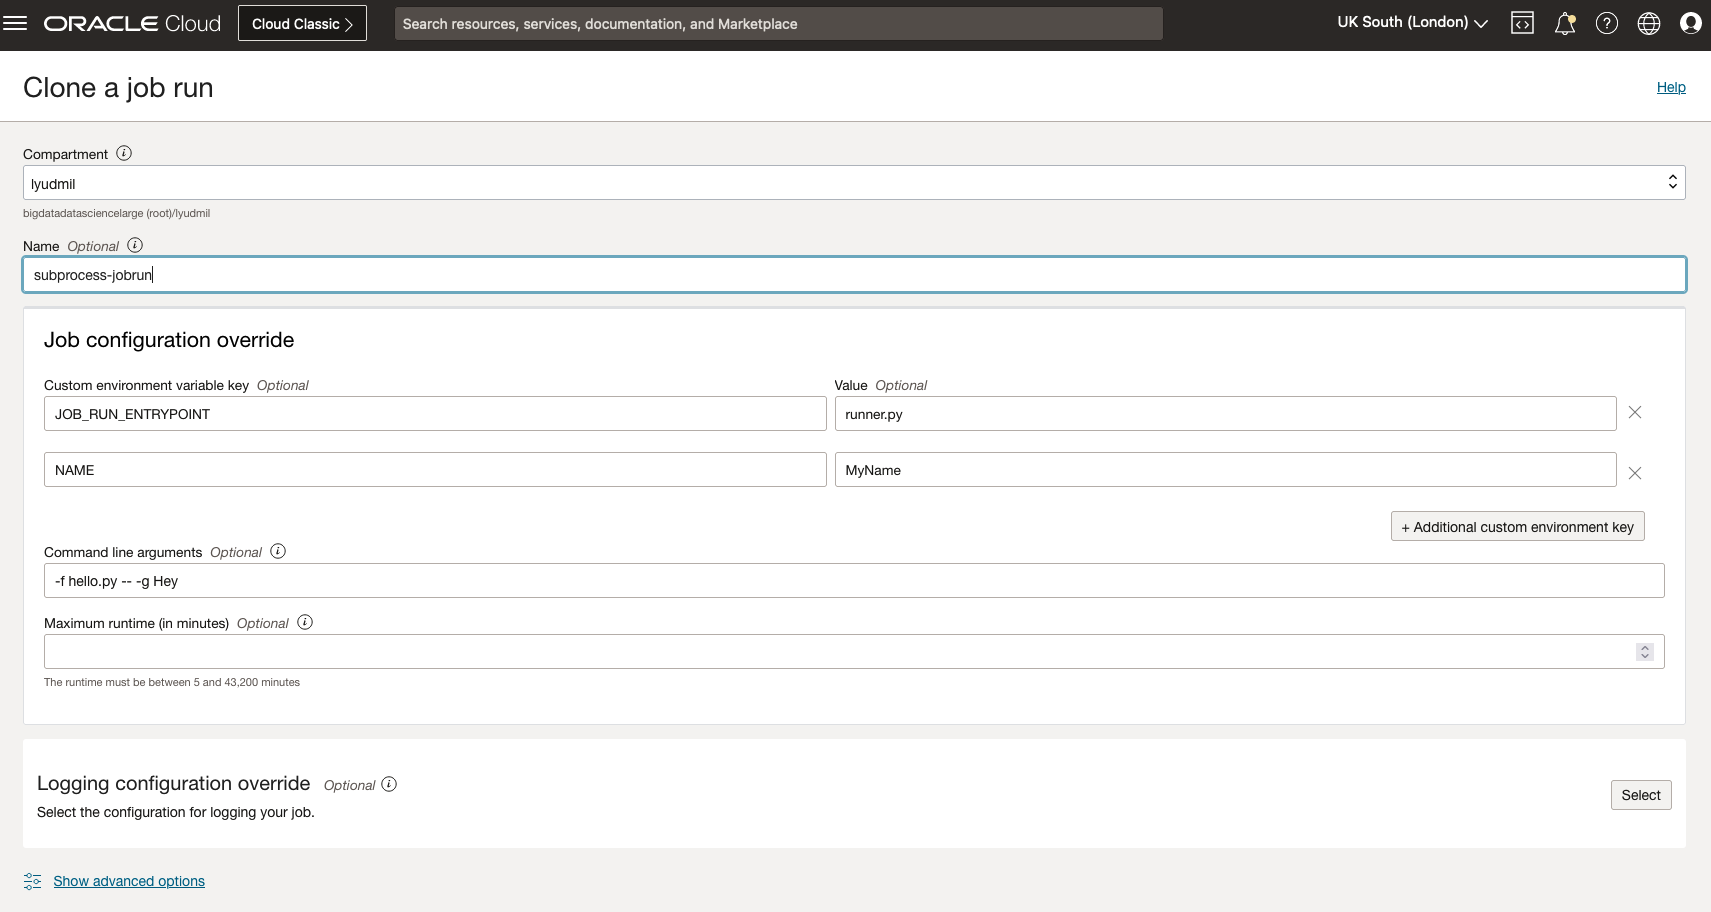 ORACLE Cloud
Cloud Classic
Search resources, services, documentation, and Marketplace
UK South (London)
Clone a job run
Help
Compartment
lyudmil
bigdatadatasciencelarge (root)/lyudmil
Name Optional
subprocess-jobrun
Job configuration override
Custom environment variable key Optional
Value Optional
JOB_RUN_ENTRYPOINT
runner.py
NAME
MyName
+ Additional custom environment key
Command line arguments Optional
-f hello.py -- -g Hey
Maximum runtime (in minutes) Optional
The runtime must be between 5 and 43,200 minutes
Logging configuration override Optional
Select the configuration for logging your job.
Select
Show advanced options